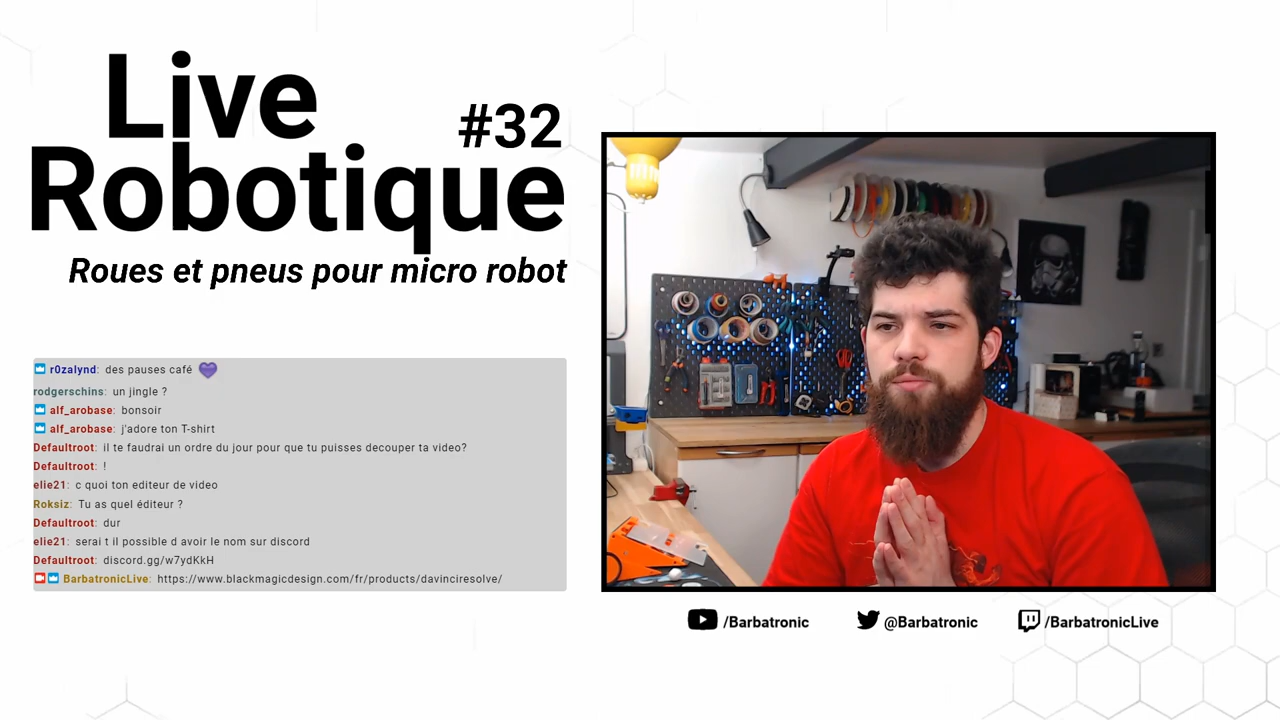 Live
#32
Robotique
Roues et pneus pour micro robot
r0zalynd: des pauses café
rodgerschins: un jingle ?
alf_arobase: bonsoir
alf_arobase: j'adore ton T-shirt
Defaultroot: il te faudrai un ordre du jour pour que tu puisses decouper ta video?
Defaultroot: !
elie21: c quoi ton editeur de video
Roksiz: Tu as quel éditeur ?
Defaultroot: dur
elie21: serai t il possible d avoir le nom sur discord
Defaultroot: discord.gg/w7ydKkH
BarbatronicLive: https://www.blackmagicdesign.com/fr/products/davinciresolve/
/Barbatronic @Barbatronic /BarbatronicLive